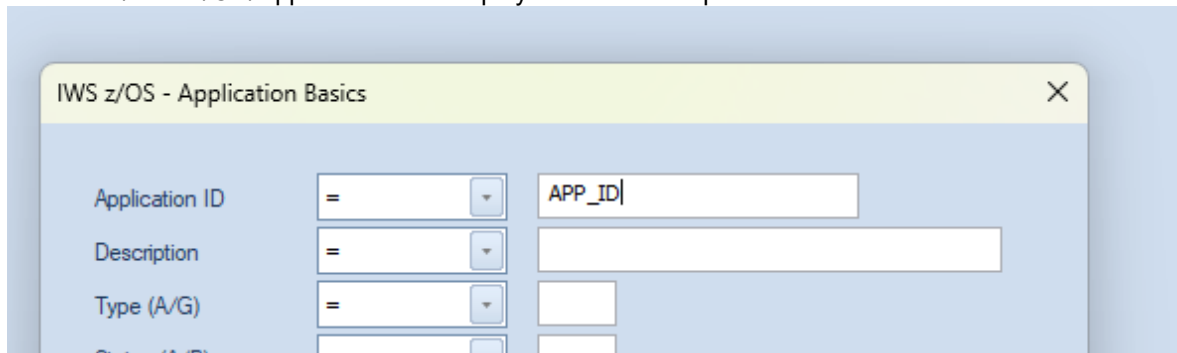 IWS z/OS - Application Basics
Application ID = APP_ID
Description =
Type (A/G) =